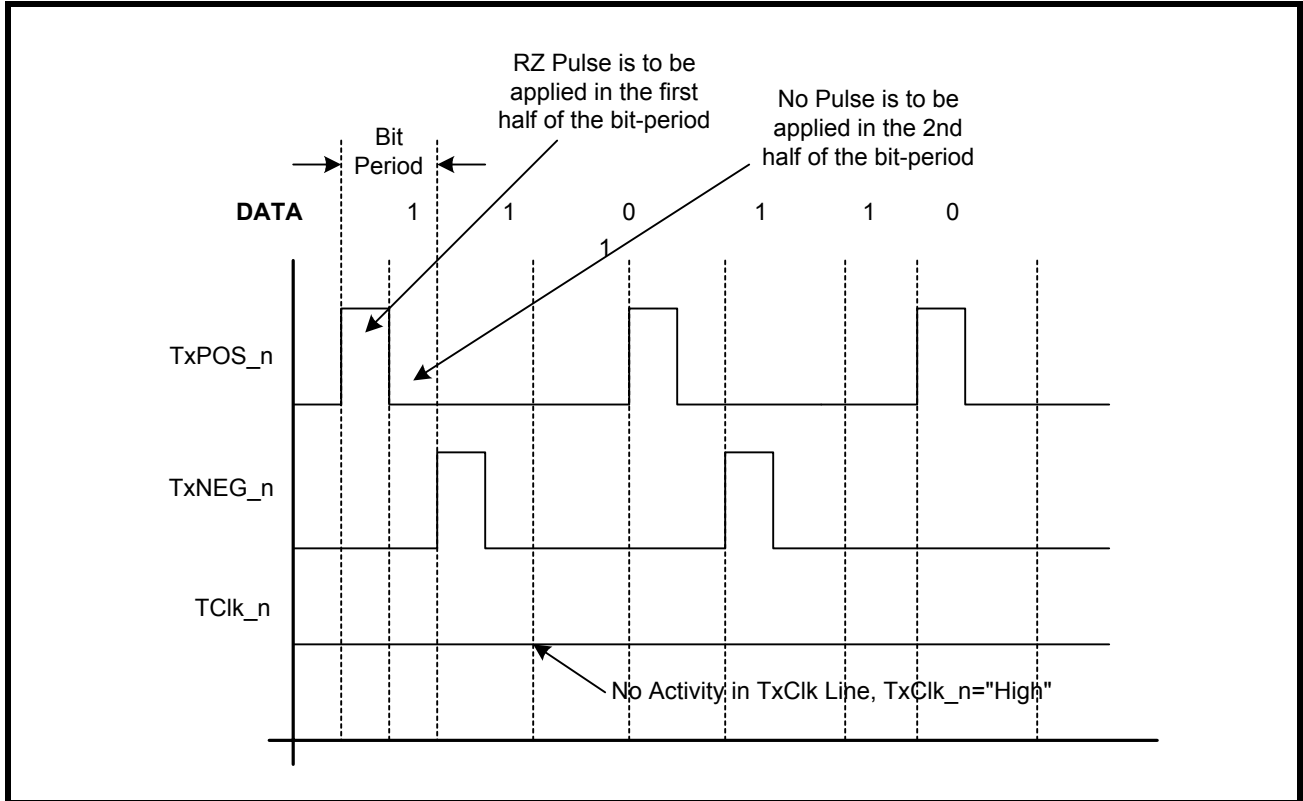 RZ Pulse is to be
applied in the first
half of the bit-period
No Pulse is to be
applied in the 2nd
half of the bit-period
Bit
Period
DATA 1 1 0 1 1 0
1
TxPOS_n
TxNEG_n
TClk_n
No Activity in TxClk Line, TxClk_n="High"